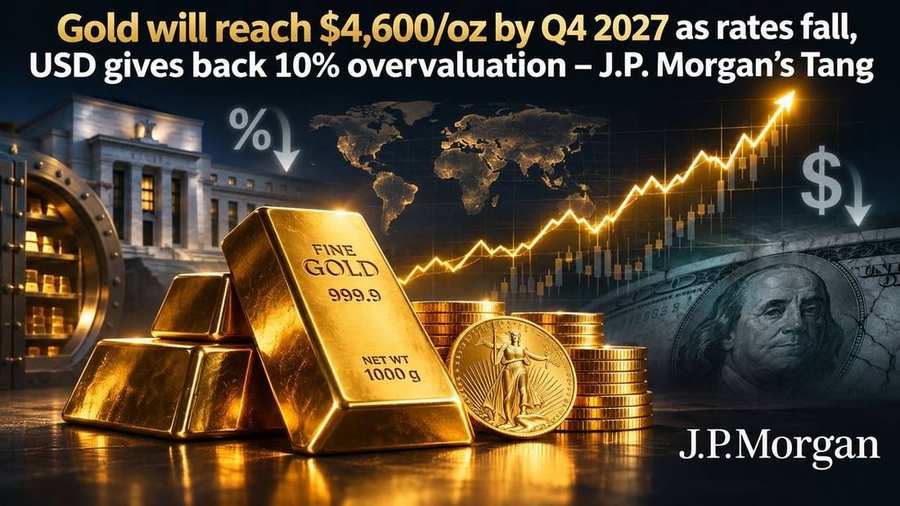 Gold will reach $4,600/oz by Q4 2027 as rates fall,
USD gives back 10% overvaluation – J.P. Morgan's Tang
%
$
FINE
GOLD
999.9
NET WT
1000 g
J.P.Morgan